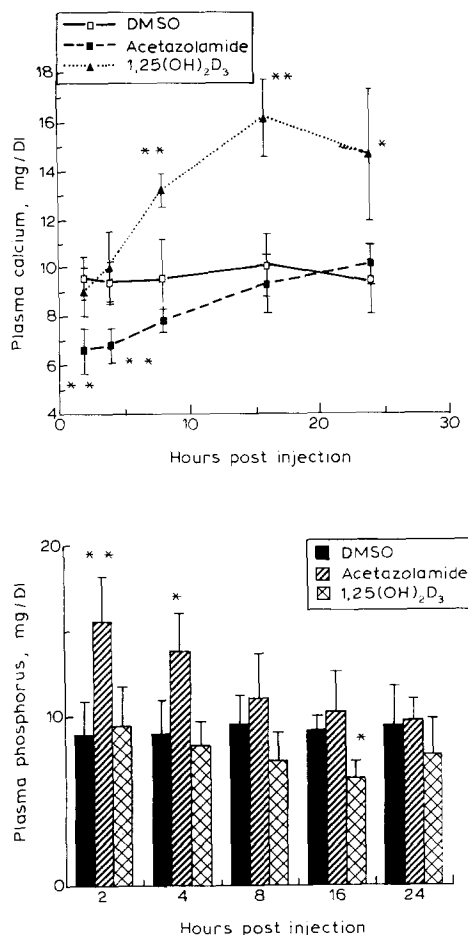 DMSO
Acetazolamide
1,25(OH)₂D₃
18
16
14
12
10
8
6
4
Plasma calcium, mg/Dl
* *
* *
* *
**
*
0 10 20 30
Hours post injection
DMSO
Acetazolamide
1,25(OH)₂D₃
20
10
0
Plasma phosphorus, mg/Dl
* *
*
*
2 4 8 16 24
Hours post injection